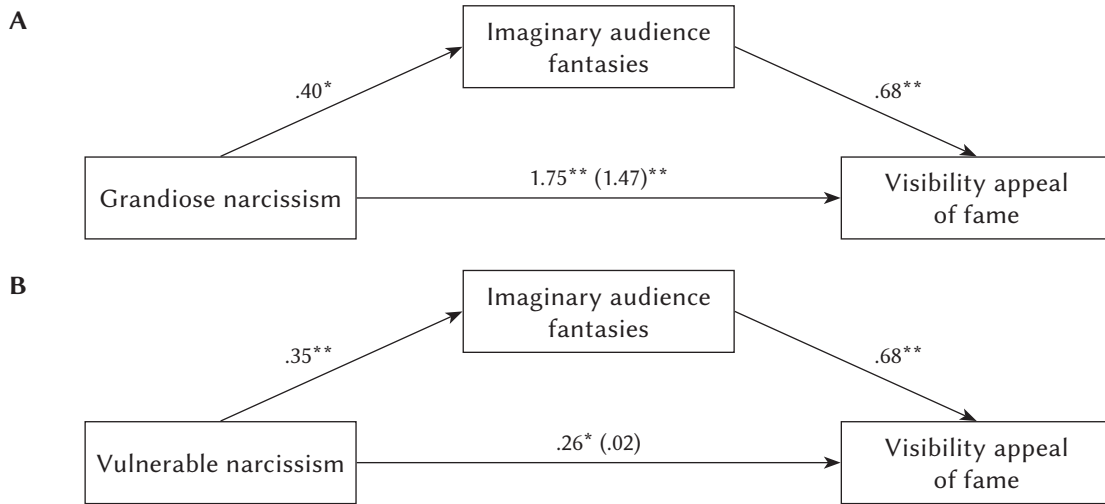 A
Imaginary audience
fantasies
.40*
.68**
1.75** (1.47)**
Grandiose narcissism
Visibility appeal
of fame
B
Imaginary audience
fantasies
.35**
.68**
.26* (.02)
Vulnerable narcissism
Visibility appeal
of fame